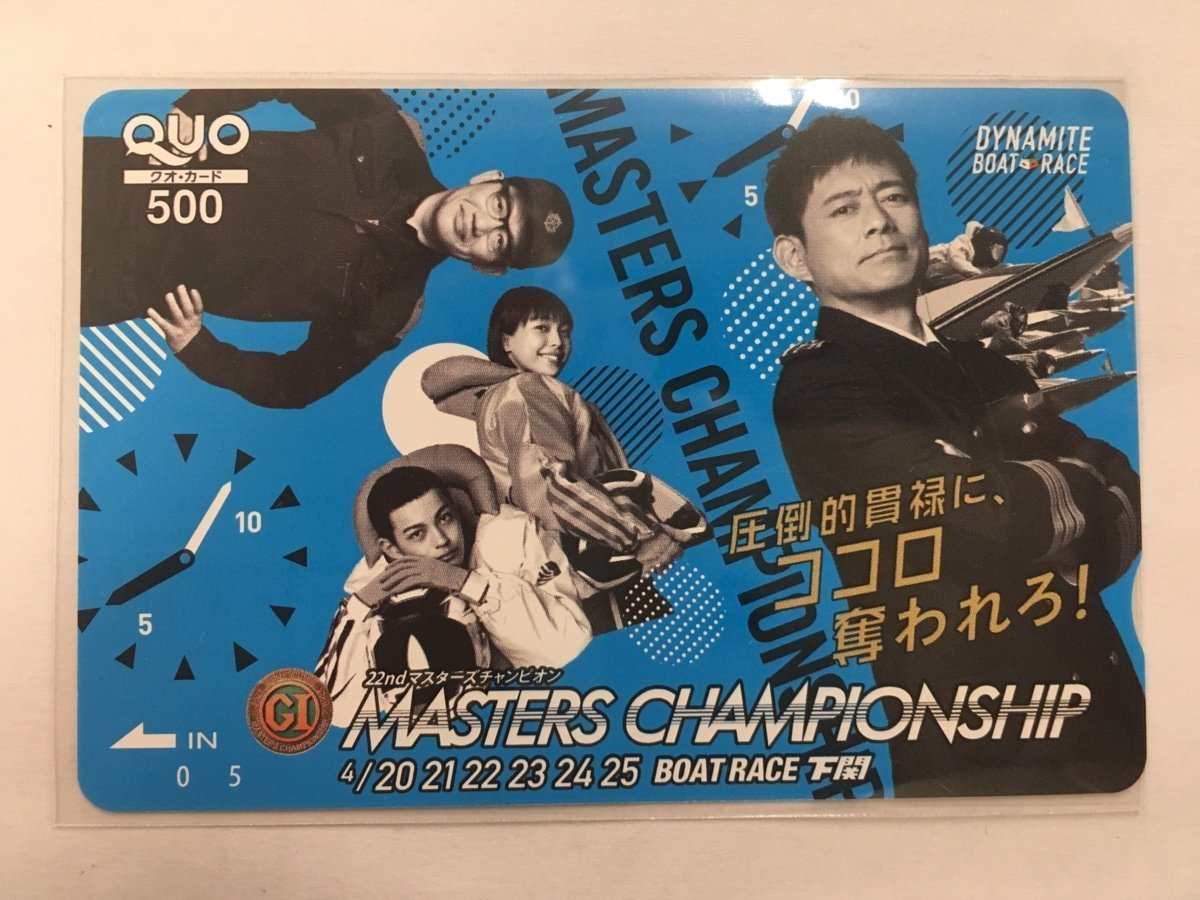 QUO
クオ・カード
500
DYNAMITE
BOAT RACE
5
MASTERS CHAMPIONSHIP
圧倒的貫禄に、
ココロ
奪われろ!
10
5
22ndマスターズチャンピオン
GI
MASTERS CHAMPIONSHIP
4/20 21 22 23 24 25 BOAT RACE 下関
IN
0 5